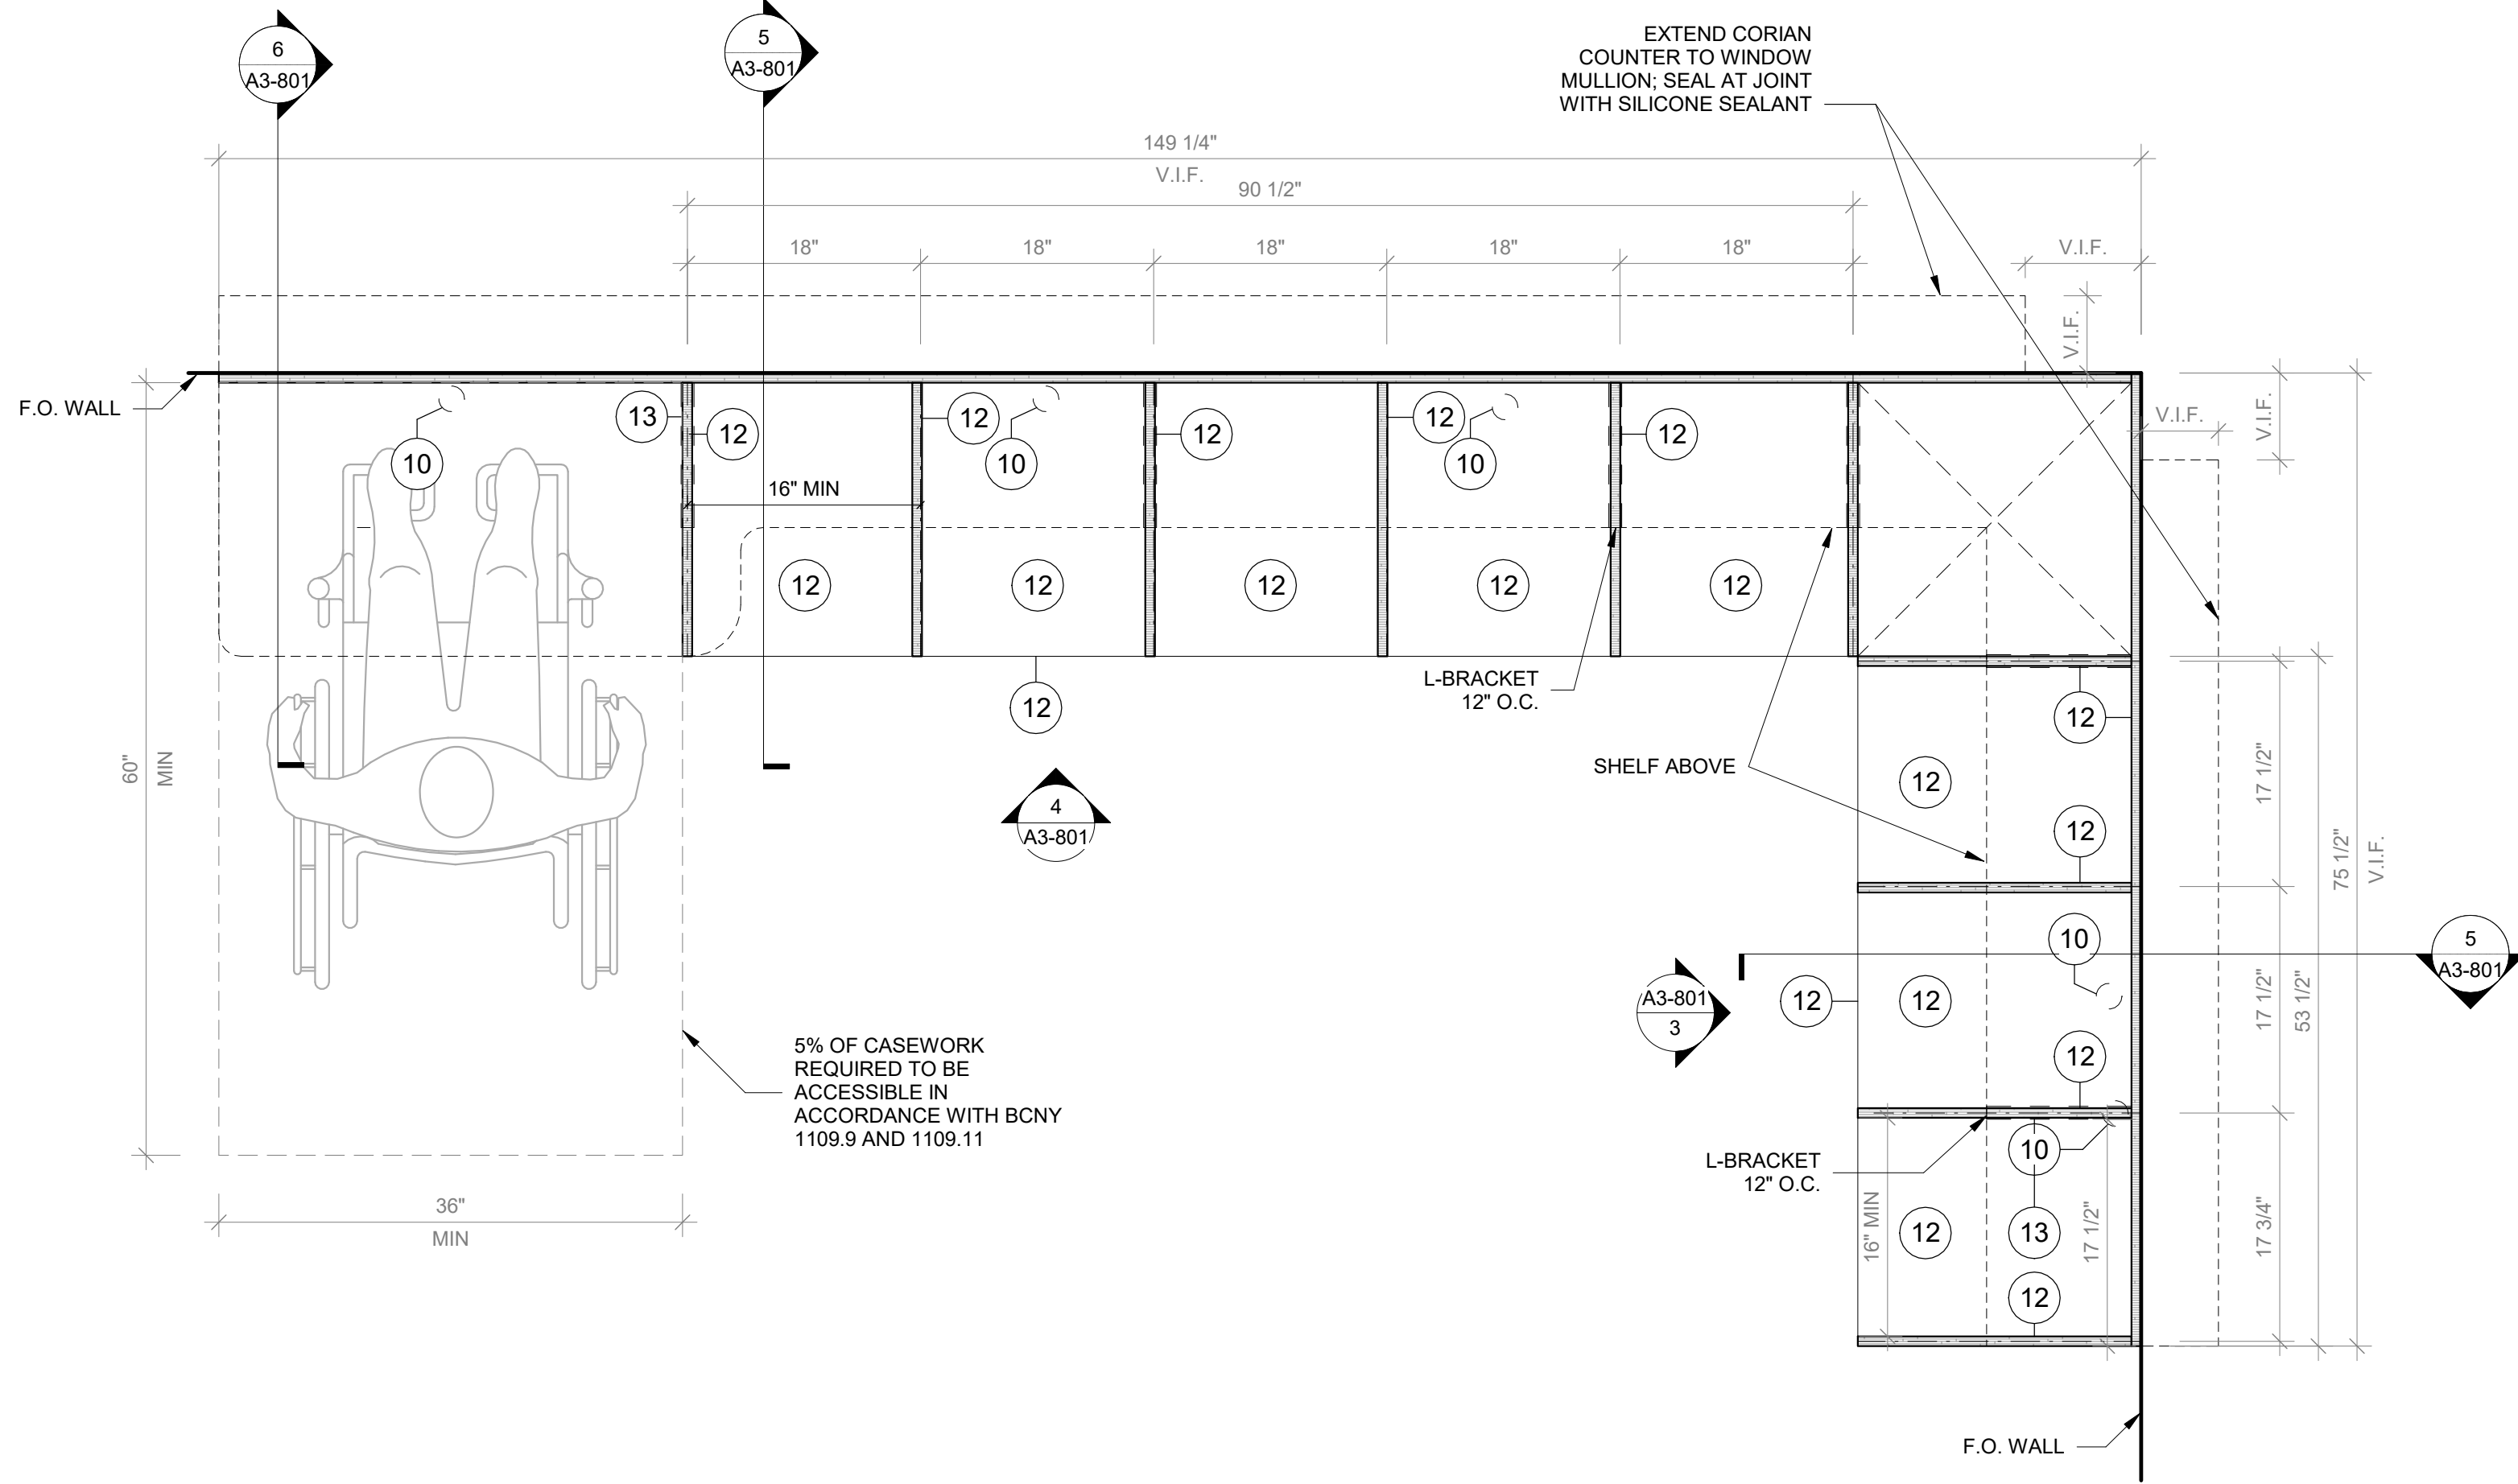 6
A3-801
5
A3-801
EXTEND CORIAN
COUNTER TO WINDOW
MULLION; SEAL AT JOINT
WITH SILICONE SEALANT
149 1/4"
V.I.F.
90 1/2"
18"
18"
18"
18"
18"
V.I.F.
V.I.F.
F.O. WALL
13
12
12
12
12
12
10
10
10
V.I.F.
V.I.F.
16" MIN
12
12
12
12
12
L-BRACKET
12" O.C.
12
12
SHELF ABOVE
60"
MIN
12
17 1/2"
4
A3-801
12
75 1/2"
V.I.F.
10
5
A3-801
A3-801
3
12
12
17 1/2"
53 1/2"
5% OF CASEWORK
REQUIRED TO BE
ACCESSIBLE IN
ACCORDANCE WITH BCNY
1109.9 AND 1109.11
12
L-BRACKET
12" O.C.
10
36"
MIN
16" MIN
12
13
17 1/2"
17 3/4"
12
F.O. WALL